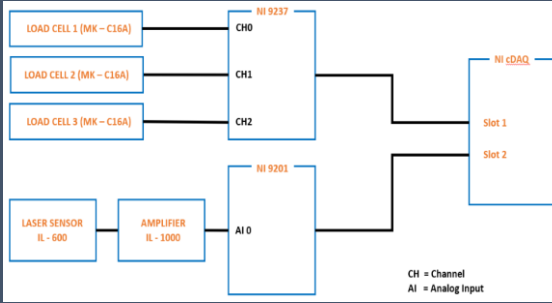 NI 9237
LOAD CELL 1 (MK – C16A)
CH0
NI cDAQ
LOAD CELL 2 (MK – C16A)
CH1
LOAD CELL 3 (MK – C16A)
CH2
Slot 1
Slot 2
NI 9201
LASER SENSOR
IL - 600
AMPLIFIER
IL - 1000
AI 0
CH = Channel
AI = Analog Input